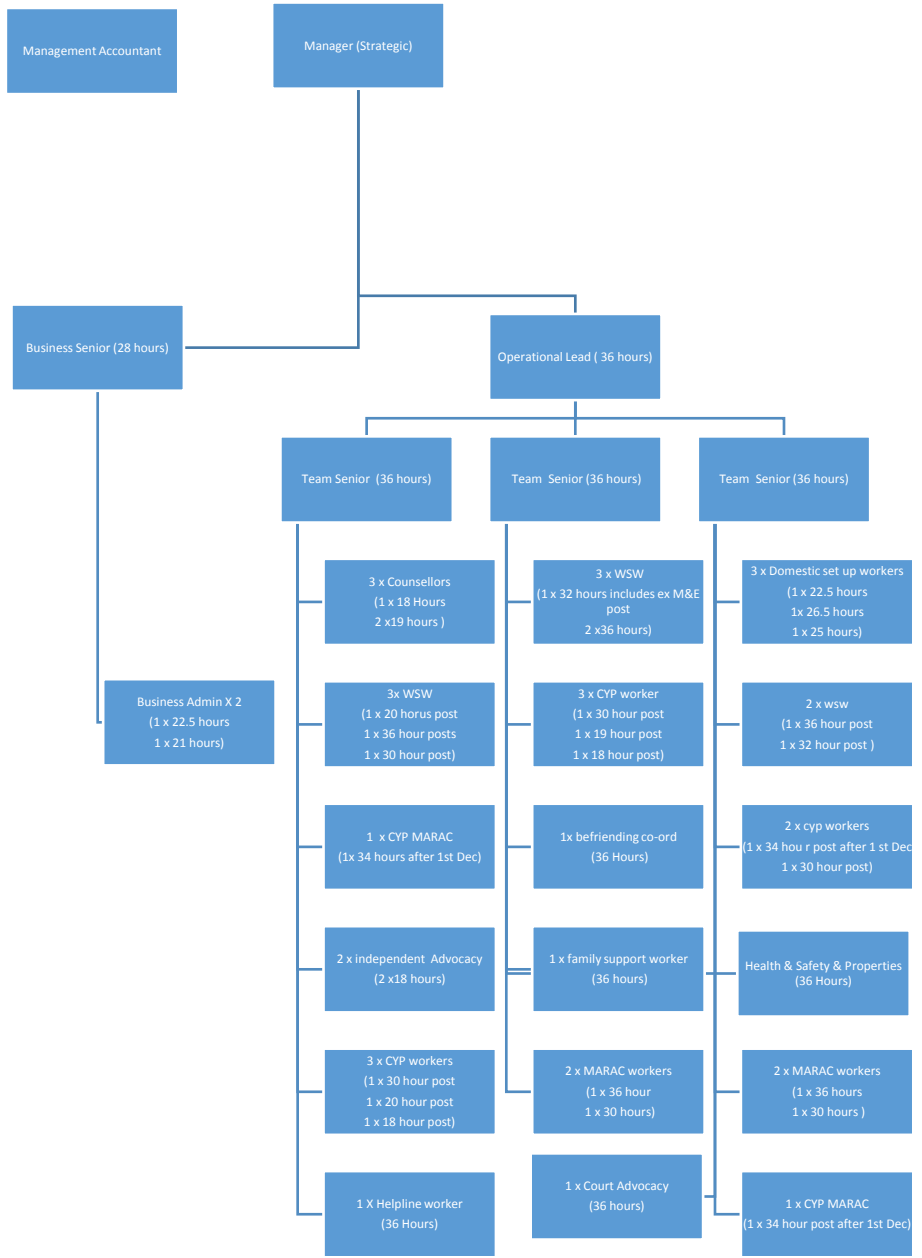 Management Accountant
Manager (Strategic)
Business Senior (28 hours)
Operational Lead ( 36 hours)
Team Senior (36 hours)
Team Senior (36 hours)
Team Senior (36 hours)
3 x Counsellors
(1 x 18 Hours
2 x19 hours )
3 x WSW
(1 x 32 hours includes ex M&E
post
2 x36 hours)
3 x Domestic set up workers
(1 x 22.5 hours
1x 26.5 hours
1 x 25 hours)
Business Admin X 2
(1 x 22.5 hours
1 x 21 hours)
3x WSW
(1 x 20 horus post
1 x 36 hour posts
1 x 30 hour post)
3 x CYP worker
(1 x 30 hour post
1 x 19 hour post
1 x 18 hour post)
2 x wsw
(1 x 36 hour post
1 x 32 hour post )
1 x CYP MARAC
(1x 34 hours after 1st Dec)
1x befriending co-ord
(36 Hours)
2 x cyp workers
(1 x 34 hou r post after 1 st Dec
1 x 30 hour post)
2 x independent Advocacy
(2 x18 hours)
1 x family support worker
(36 hours)
Health & Safety & Properties
(36 Hours)
3 x CYP workers
(1 x 30 hour post
1 x 20 hour post
1 x 18 hour post)
2 x MARAC workers
(1 x 36 hour
1 x 30 hours)
2 x MARAC workers
(1 x 36 hours
1 x 30 hours )
1 X Helpline worker
(36 Hours)
1 x Court Advocacy
(36 hours)
1 x CYP MARAC
(1 x 34 hour post after 1st Dec)